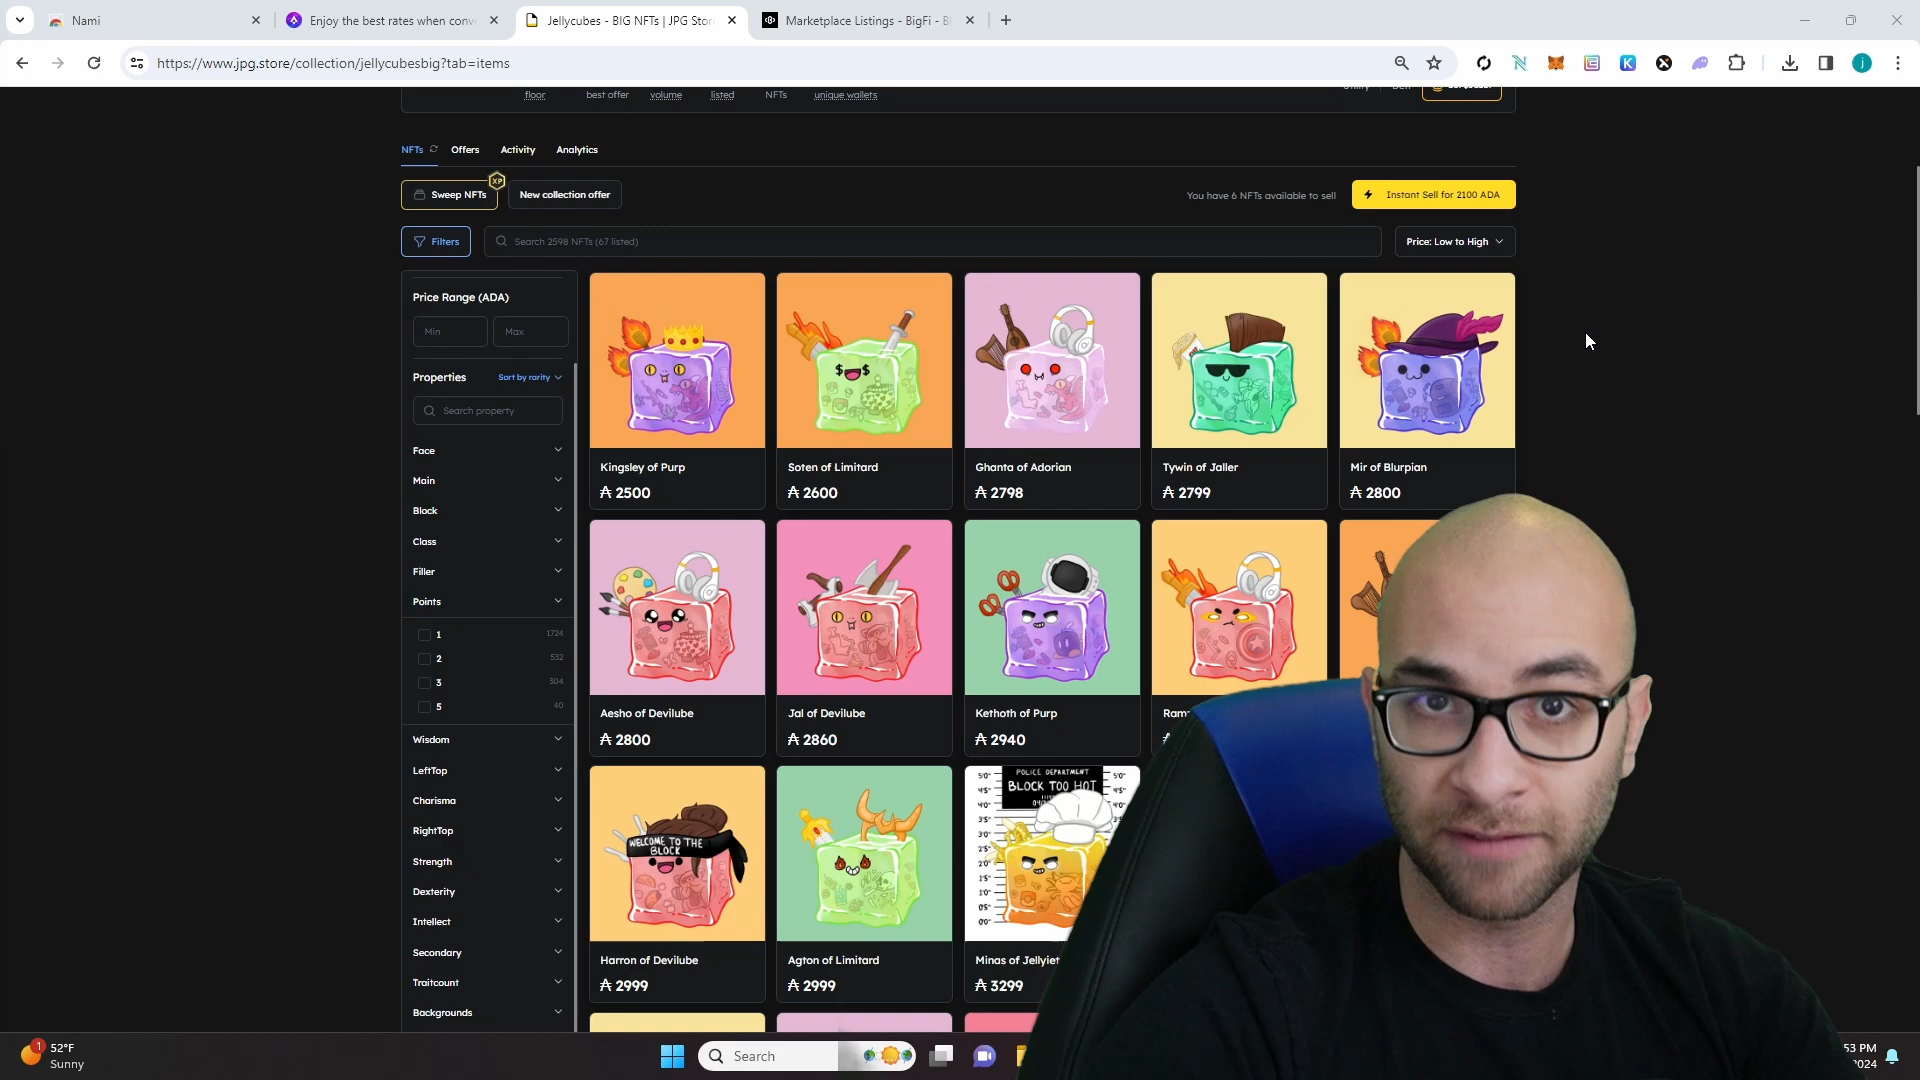 Nami
Enjoy the best rates when conv
Jellycubes - BIG NFTs | JPG Stor
Marketplace Listings - BigFi - B
https://www.jpg.store/collection/jellycubesbig?tab=items
floor
best offer
volume
listed
NFTs
unique wallets
NFTs
Offers
Activity
Analytics
Sweep NFTs
XP
New collection offer
You have 6 NFTs available to sell
Instant Sell for 2100 ADA
Filters
Search 2598 NFTs (67 listed)
Price: Low to High
Price Range (ADA)
Min
Max
Properties
Sort by rarity
Search property
Face
Main
Block
Class
Filler
Points
1 1724
2 532
3 304
5 40
Wisdom
LeftTop
Charisma
RightTop
Strength
Dexterity
Intellect
Secondary
Traitcount
Backgrounds
Kingsley of Purp
₳ 2500
Soten of Limitard
₳ 2600
Ghanta of Adorian
₳ 2798
Tywin of Jaller
₳ 2799
Mir of Blurpian
₳ 2800
Aesho of Devilube
₳ 2800
Jal of Devilube
₳ 2860
Kethoth of Purp
₳ 2940
WELCOME TO THE
BLOCK
Harron of Devilube
₳ 2999
Agton of Limitard
₳ 2999
POLICE DEPARTMENT
BLOCK TOO HOT
Minas of Jellyiet
₳ 3299
1
52°F
Sunny
Search
53 PM
2024